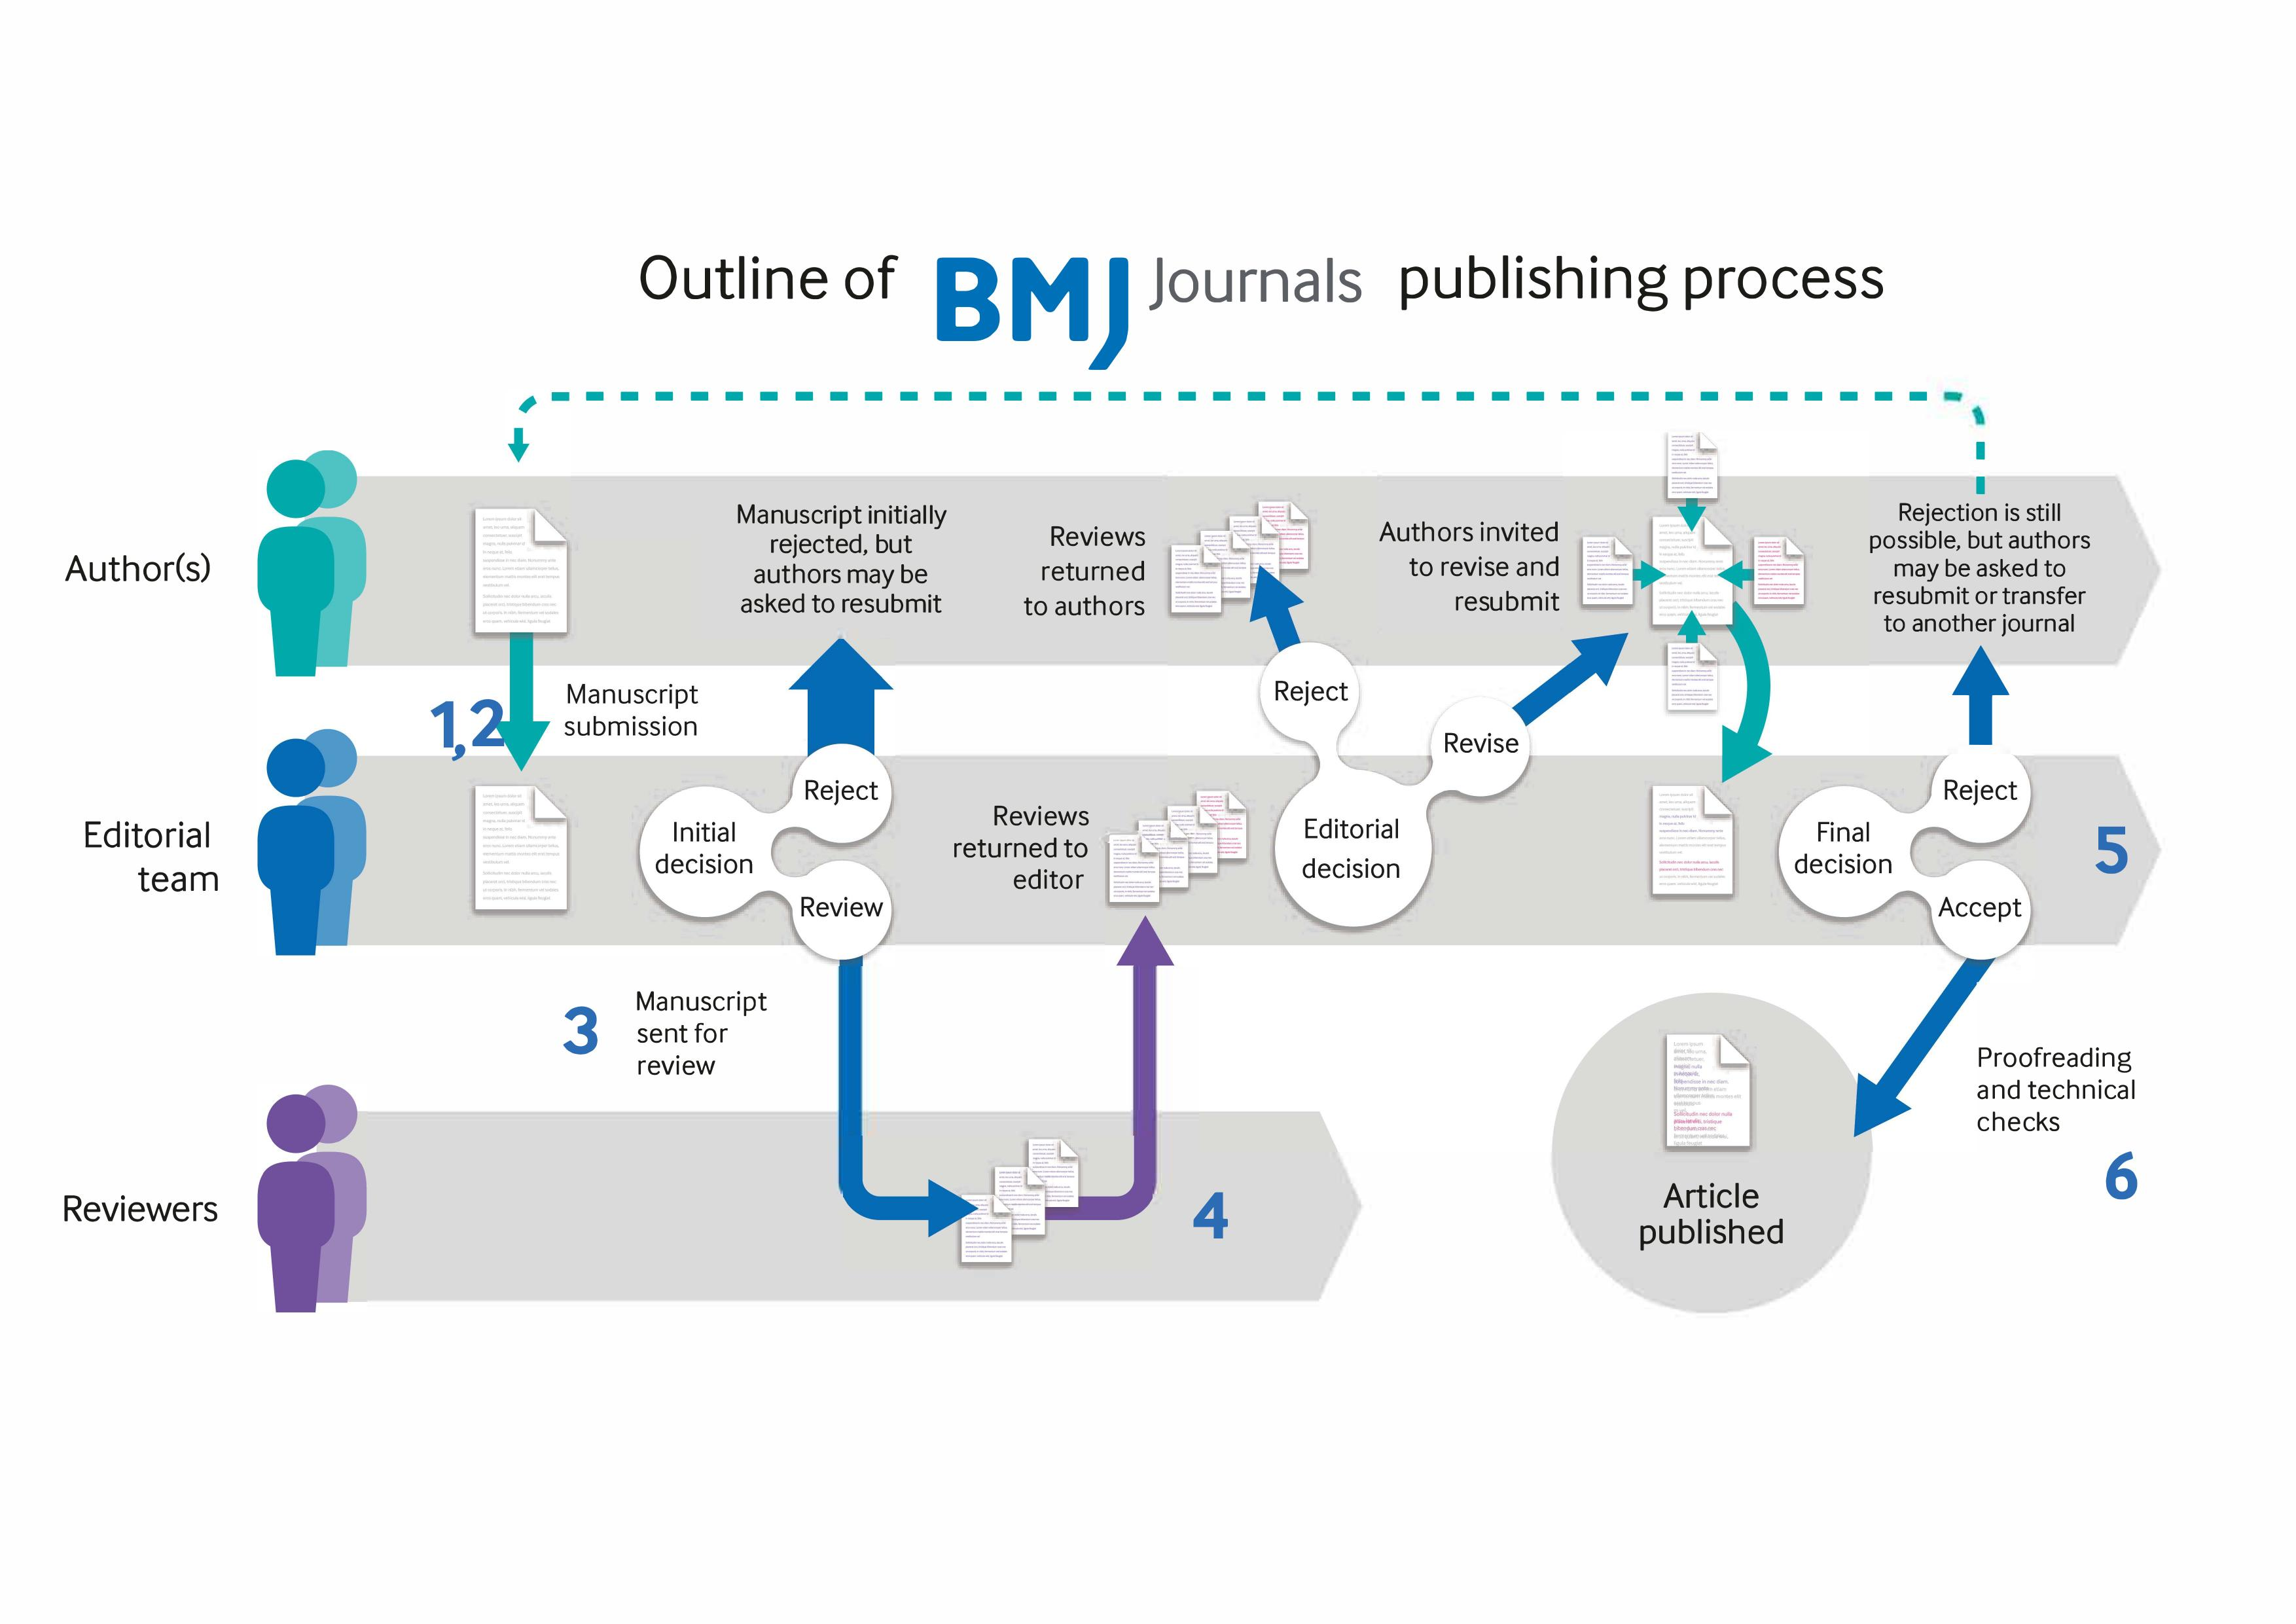 Outline of BMJ Journals publishing process
Author(s)
Manuscript initially
rejected, but
authors may be
asked to resubmit
Reviews
returned
to authors
Authors invited
to revise and
resubmit
Rejection is still
possible, but authors
may be asked to
resubmit or transfer
to another journal
1,2
Manuscript
submission
Reject
Revise
Editorial
team
Initial
decision
Reject
Review
Reviews
returned to
editor
Editorial
decision
Final
decision
Reject
Accept
5
3
Manuscript
sent for
review
Reviewers
4
Article
published
Proofreading
and technical
checks
6